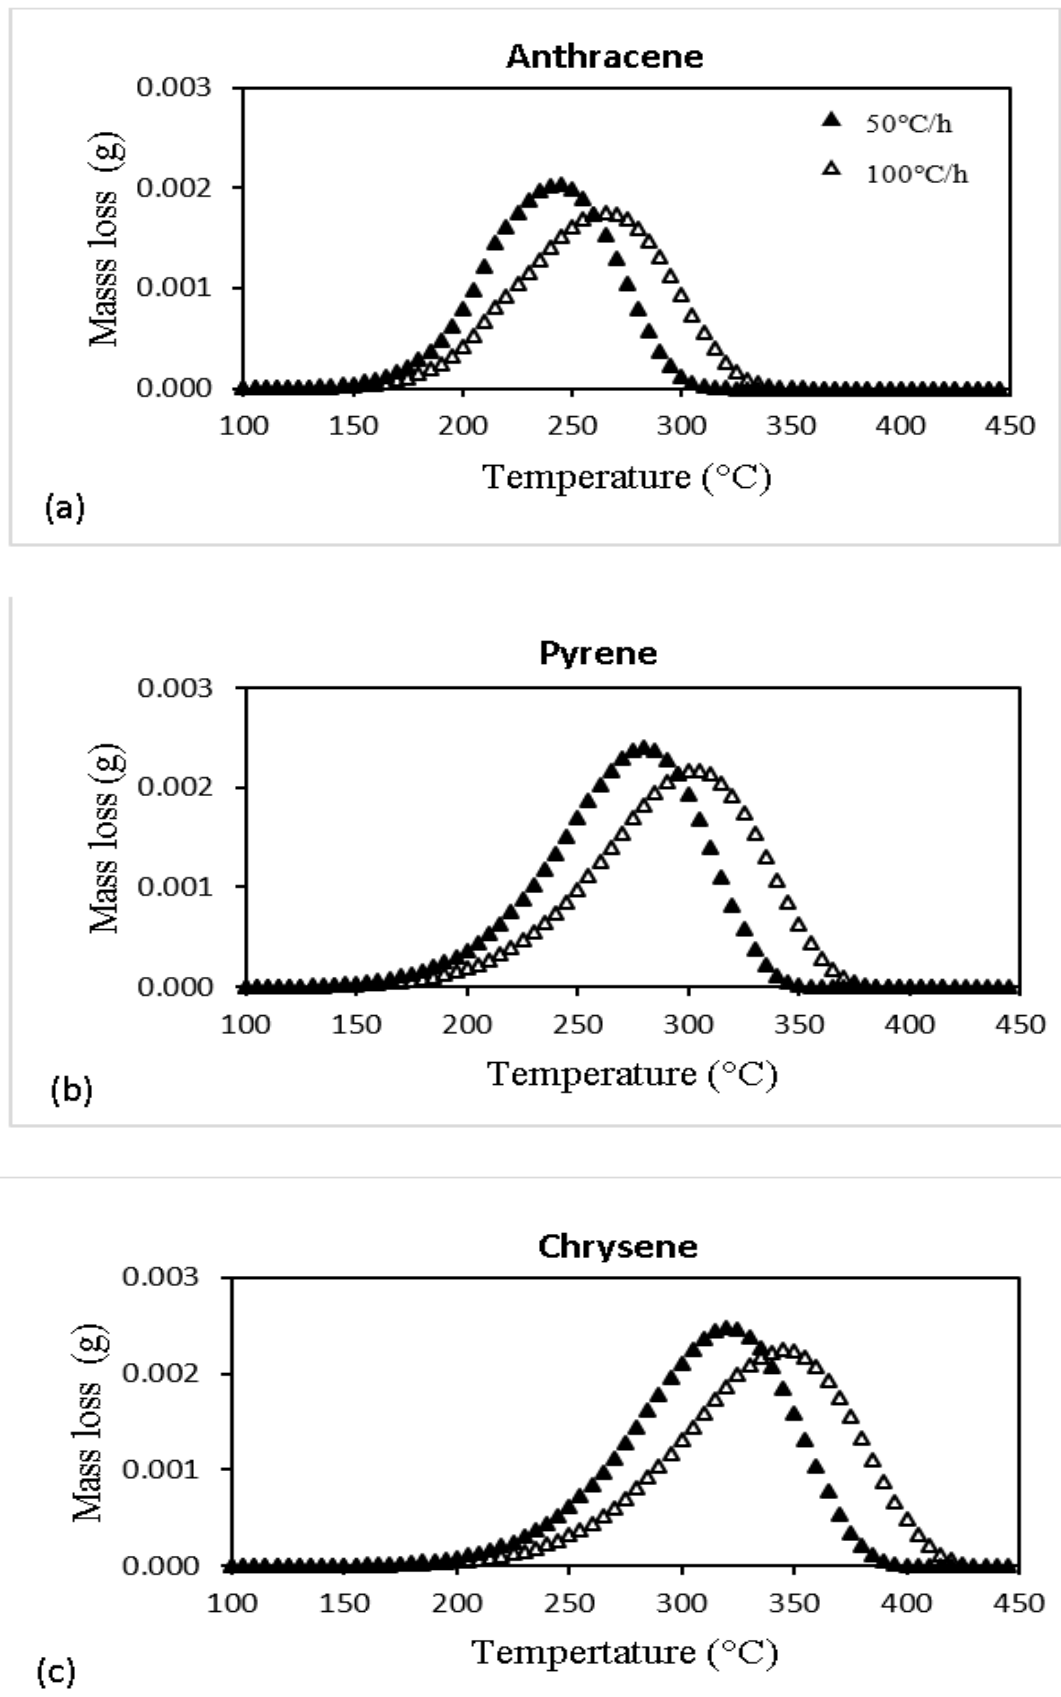 Anthracene
0.003
0.002
0.001
0.000
Masss loss (g)
50°C/h
100°C/h
100 150 200 250 300 350 400 450
Temperature (°C)
(a)
Pyrene
0.003
0.002
0.001
0.000
Mass loss (g)
100 150 200 250 300 350 400 450
Temperature (°C)
(b)
Chrysene
0.003
0.002
0.001
0.000
Mass loss (g)
100 150 200 250 300 350 400 450
Tempertature (°C)
(c)